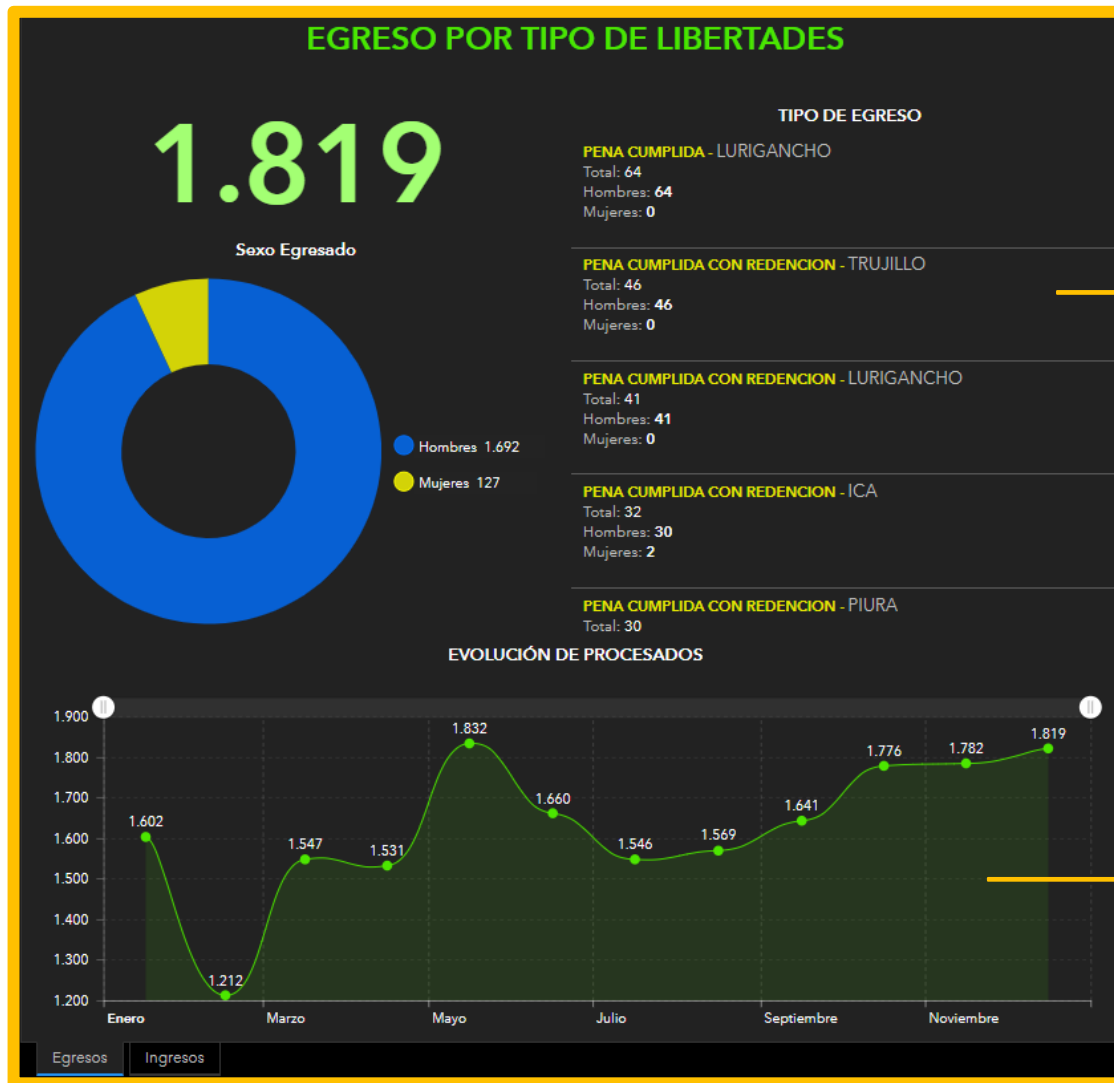 EGRESO POR TIPO DE LIBERTADES
1.819
Sexo Egresado
Hombres 1.692
Mujeres 127
TIPO DE EGRESO
PENA CUMPLIDA - LURIGANCHO
Total: 64
Hombres: 64
Mujeres: 0
PENA CUMPLIDA CON REDENCION - TRUJILLO
Total: 46
Hombres: 46
Mujeres: 0
PENA CUMPLIDA CON REDENCION - LURIGANCHO
Total: 41
Hombres: 41
Mujeres: 0
PENA CUMPLIDA CON REDENCION - ICA
Total: 32
Hombres: 30
Mujeres: 2
PENA CUMPLIDA CON REDENCION - PIURA
Total: 30
EVOLUCIÓN DE PROCESADOS
1.900
1.800
1.700
1.600
1.500
1.400
1.300
1.200
1.602
1.212
1.547
1.531
1.832
1.660
1.546
1.569
1.641
1.776
1.782
1.819
Enero Marzo Mayo Julio Septiembre Noviembre
Egresos Ingresos